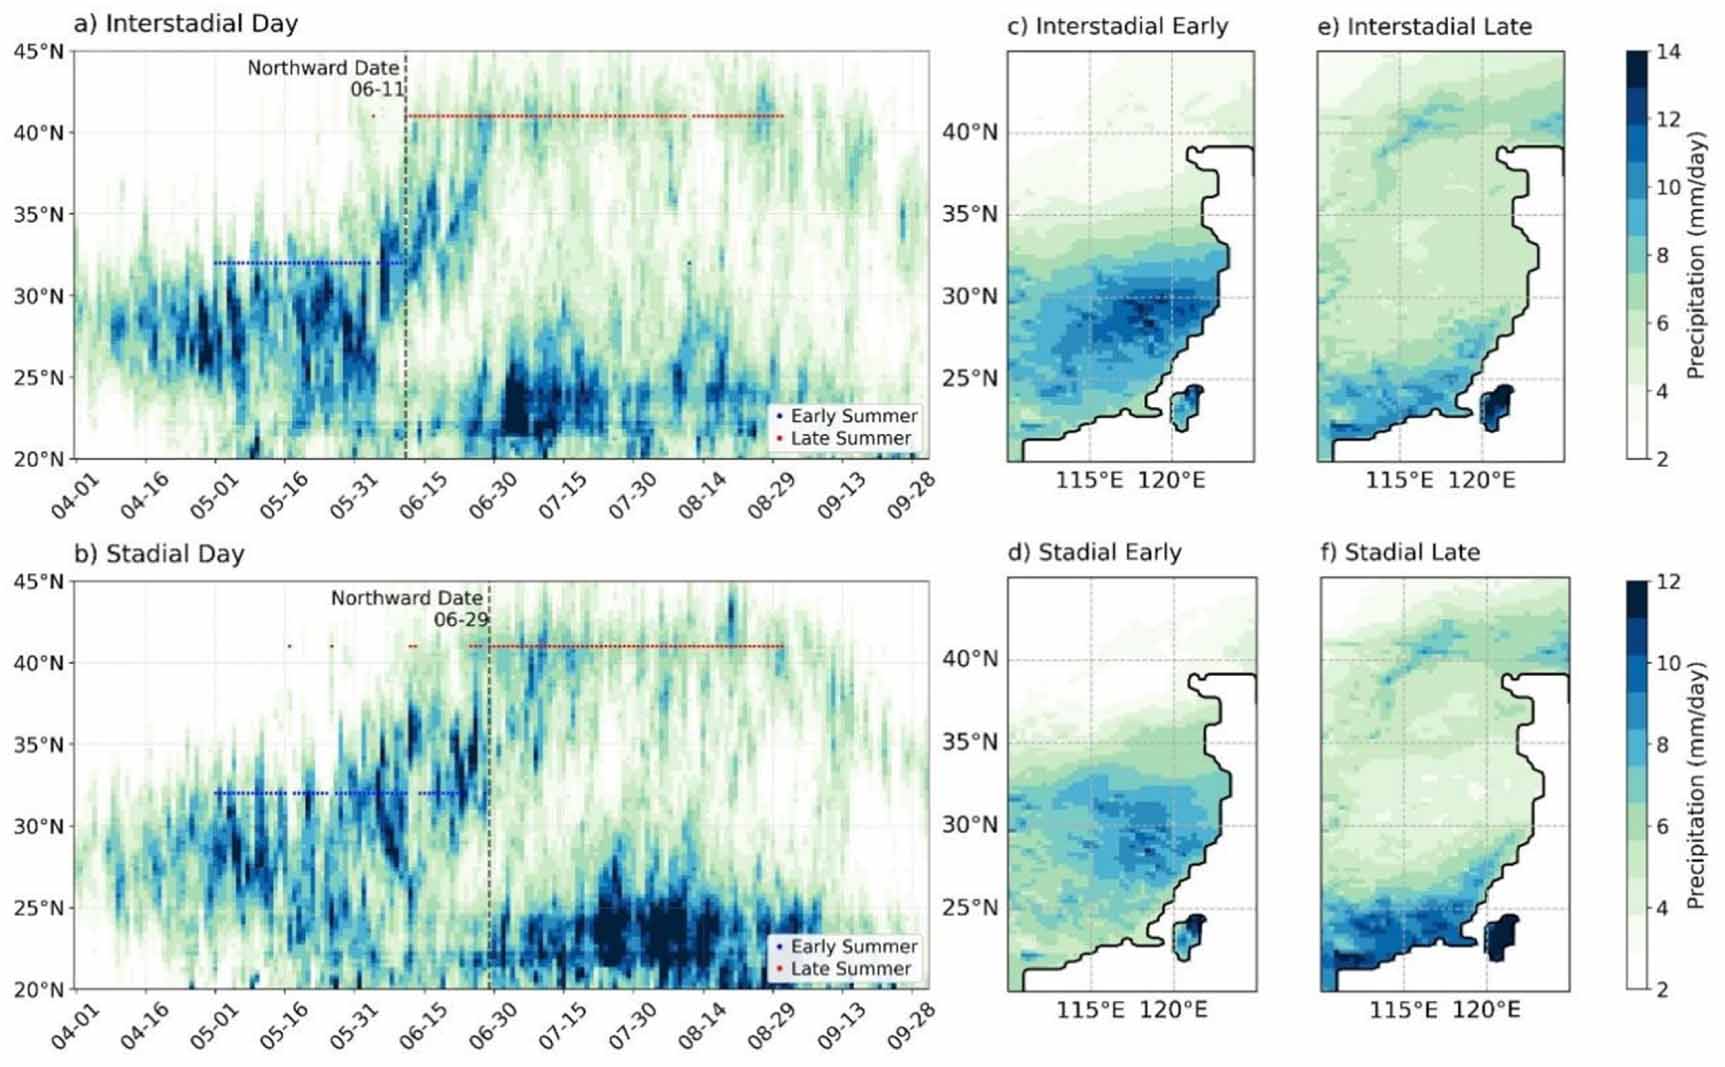 a) Interstadial Day
45°N
40°N
35°N
30°N
25°N
20°N
Northward Date
06-11
Early Summer
Late Summer
04-01
04-16
05-01
05-16
05-31
06-15
06-30
07-15
07-30
08-14
08-29
09-13
09-28
c) Interstadial Early
40°N
35°N
30°N
25°N
115°E 120°E
e) Interstadial Late
115°E 120°E
14
12
10
8
6
4
2
Precipitation (mm/day)
b) Stadial Day
45°N
40°N
35°N
30°N
25°N
20°N
Northward Date
06-29
Early Summer
Late Summer
04-01
04-16
05-01
05-16
05-31
06-15
06-30
07-15
07-30
08-14
08-29
09-13
09-28
d) Stadial Early
40°N
35°N
30°N
25°N
115°E 120°E
f) Stadial Late
115°E 120°E
12
10
8
6
4
2
Precipitation (mm/day)